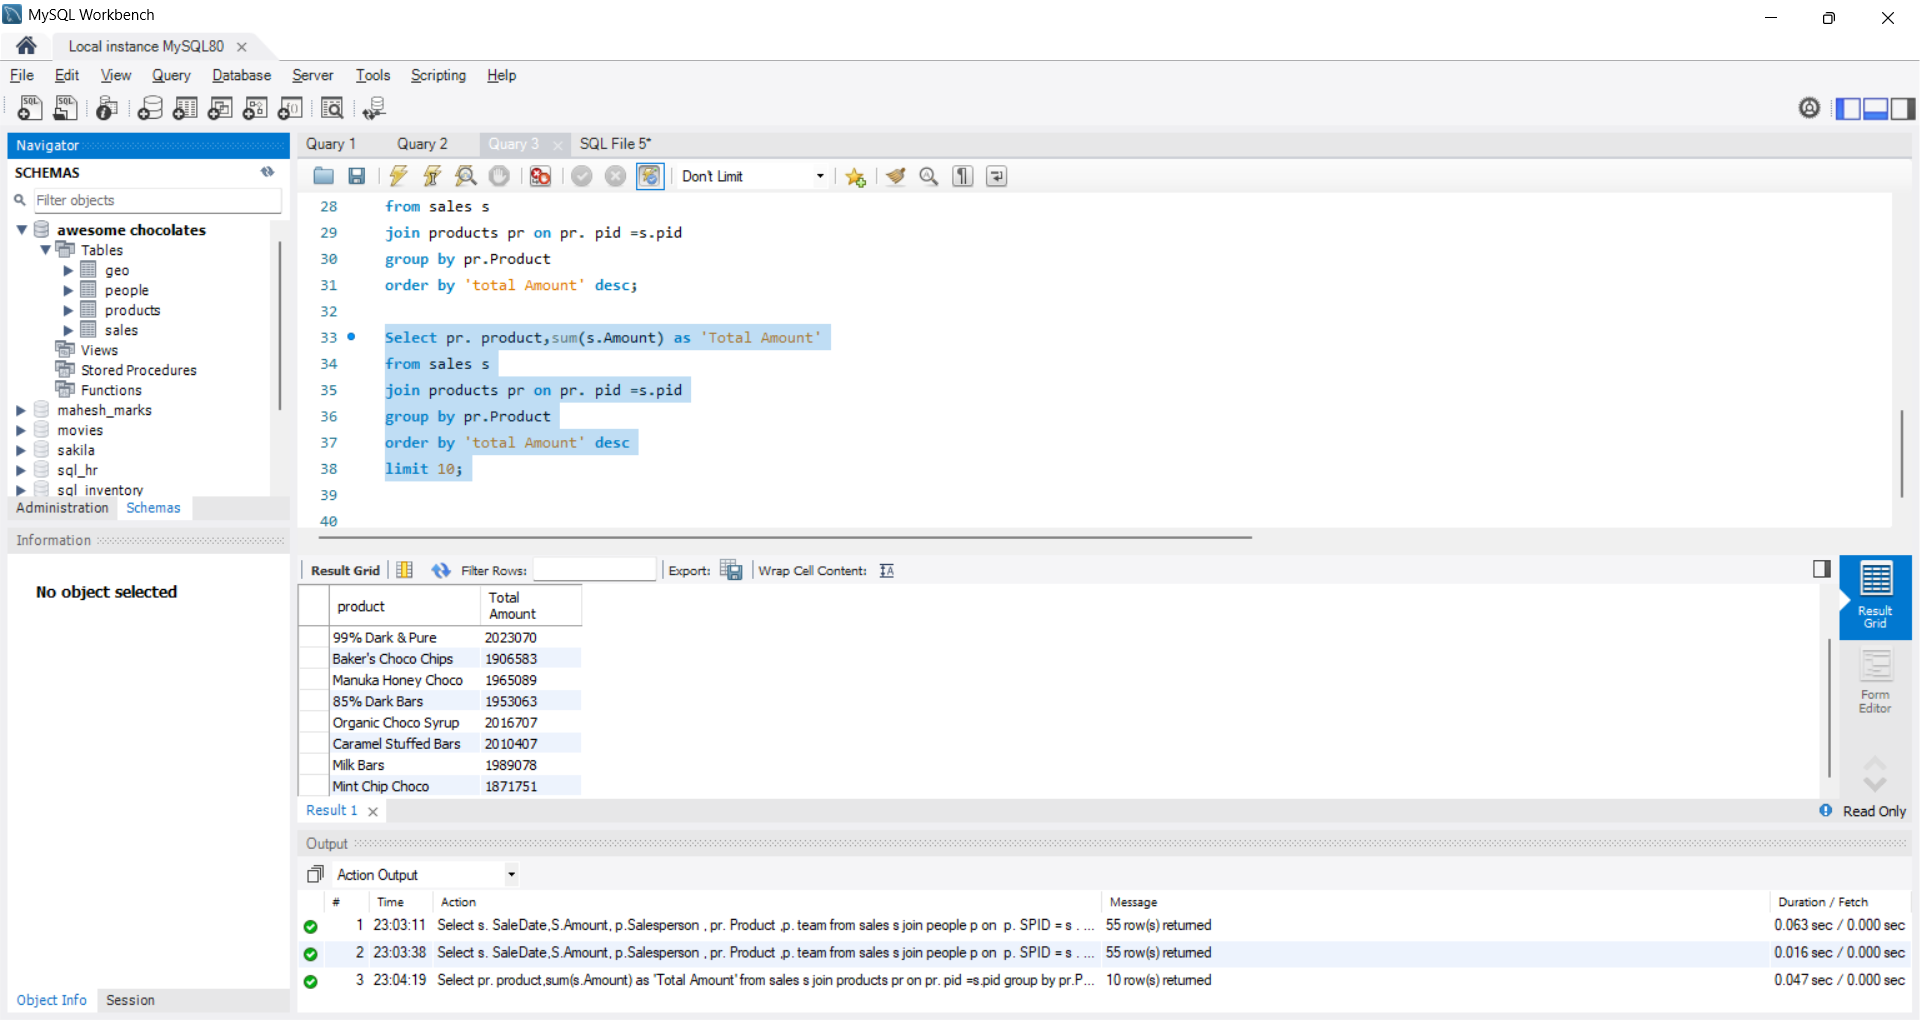 MySQL Workbench
Local instance MySQL80
File Edit View Query Database Server Tools Scripting Help
Navigator
SCHEMAS
Filter objects
awesome chocolates
Tables
geo
people
products
sales
Views
Stored Procedures
Functions
mahesh_marks
movies
sakila
sql_hr
sql_inventory
Administration Schemas
Information
No object selected
Object Info Session
Quary 1 Quary 2 Quary 3 SQL File 5*
Don't Limit
28 from sales s
29 join products pr on pr. pid =s.pid
30 group by pr.Product
31 order by 'total Amount' desc;
32
33 Select pr. product,sum(s.Amount) as 'Total Amount'
34 from sales s
35 join products pr on pr. pid =s.pid
36 group by pr.Product
37 order by 'total Amount' desc
38 limit 10;
39
40
Result Grid Filter Rows: Export: Wrap Cell Content:
product Total Amount
99% Dark & Pure 2023070
Baker's Choco Chips 1906583
Manuka Honey Choco 1965089
85% Dark Bars 1953063
Organic Choco Syrup 2016707
Caramel Stuffed Bars 2010407
Milk Bars 1989078
Mint Chip Choco 1871751
Result Grid
Form Editor
Result 1 Read Only
Output
Action Output
# Time Action Message Duration / Fetch
1 23:03:11 Select s. SaleDate,S.Amount, p.Salesperson , pr. Product ,p. team from sales s join people p on p. SPID = s . ... 55 row(s) returned 0.063 sec / 0.000 sec
2 23:03:38 Select s. SaleDate,S.Amount, p.Salesperson , pr. Product ,p. team from sales s join people p on p. SPID = s . ... 55 row(s) returned 0.016 sec / 0.000 sec
3 23:04:19 Select pr. product,sum(s.Amount) as 'Total Amount' from sales s join products pr on pr. pid =s.pid group by pr.P... 10 row(s) returned 0.047 sec / 0.000 sec